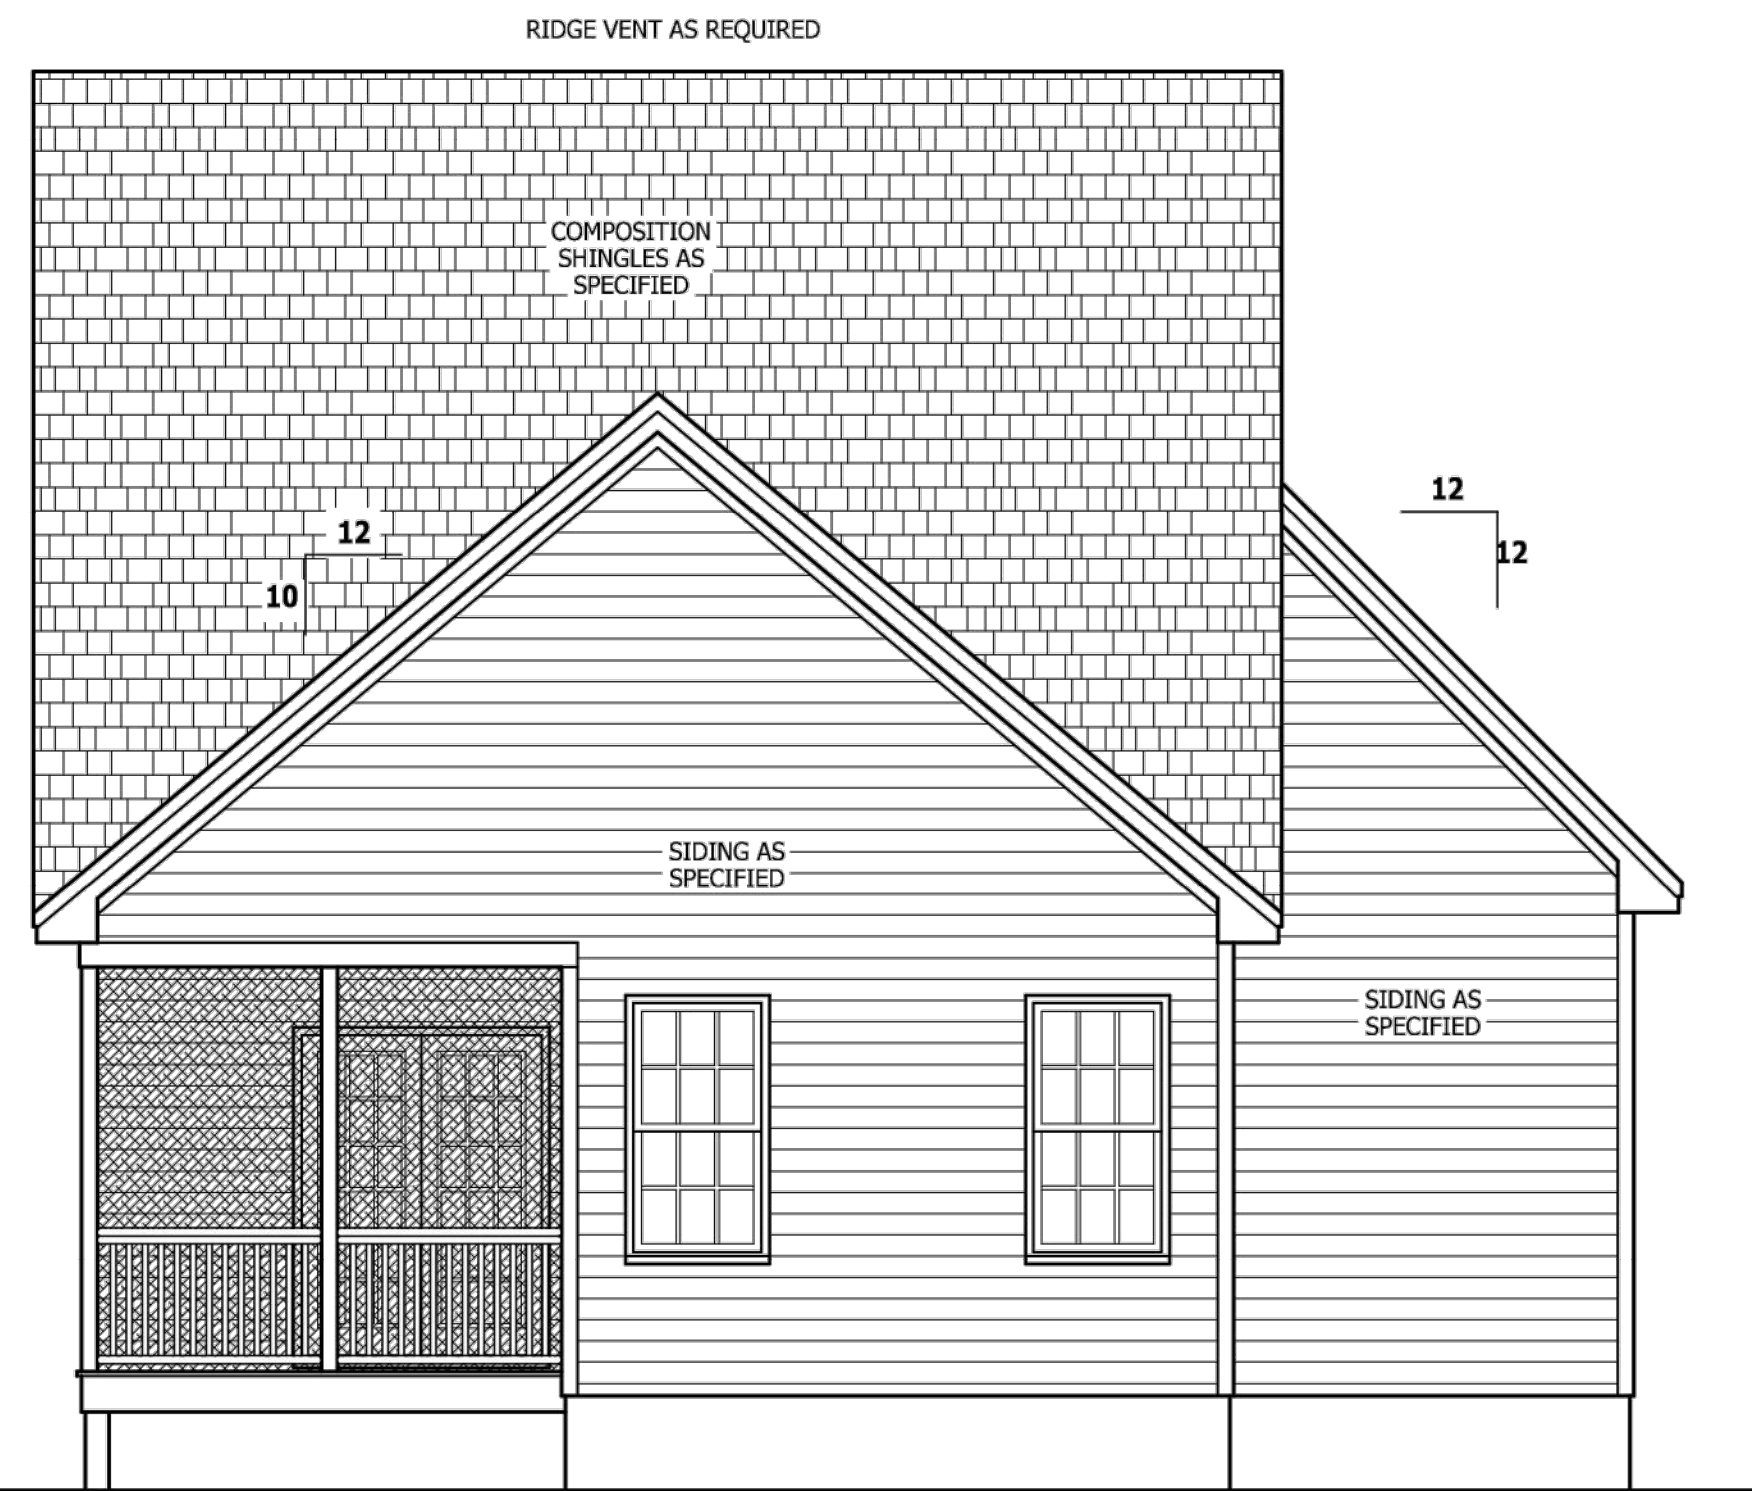 RIDGE VENT AS REQUIRED
COMPOSITION
SHINGLES AS
SPECIFIED
12
12
12
10
SIDING AS
SPECIFIED
SIDING AS
SPECIFIED